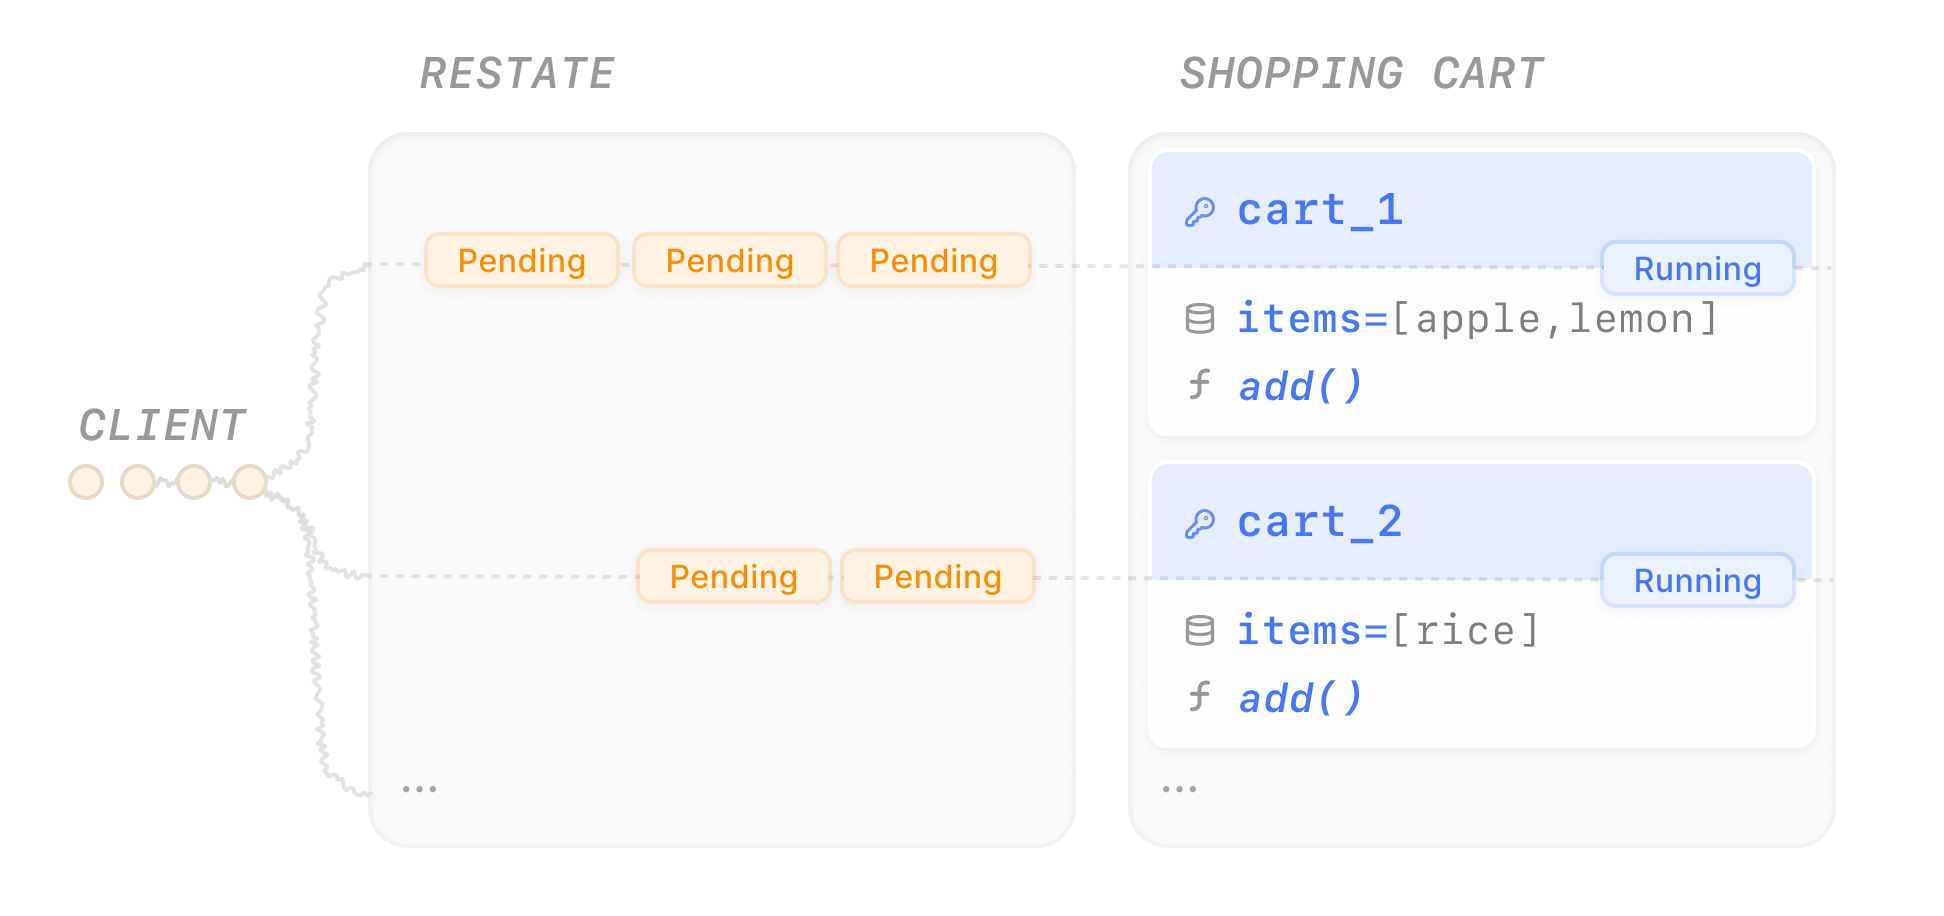 RESTATE
SHOPPING CART
cart_1
Pending Pending Pending
Running
items=[apple,lemon]
add()
CLIENT
cart_2
Pending Pending
Running
items=[rice]
add()
...
...